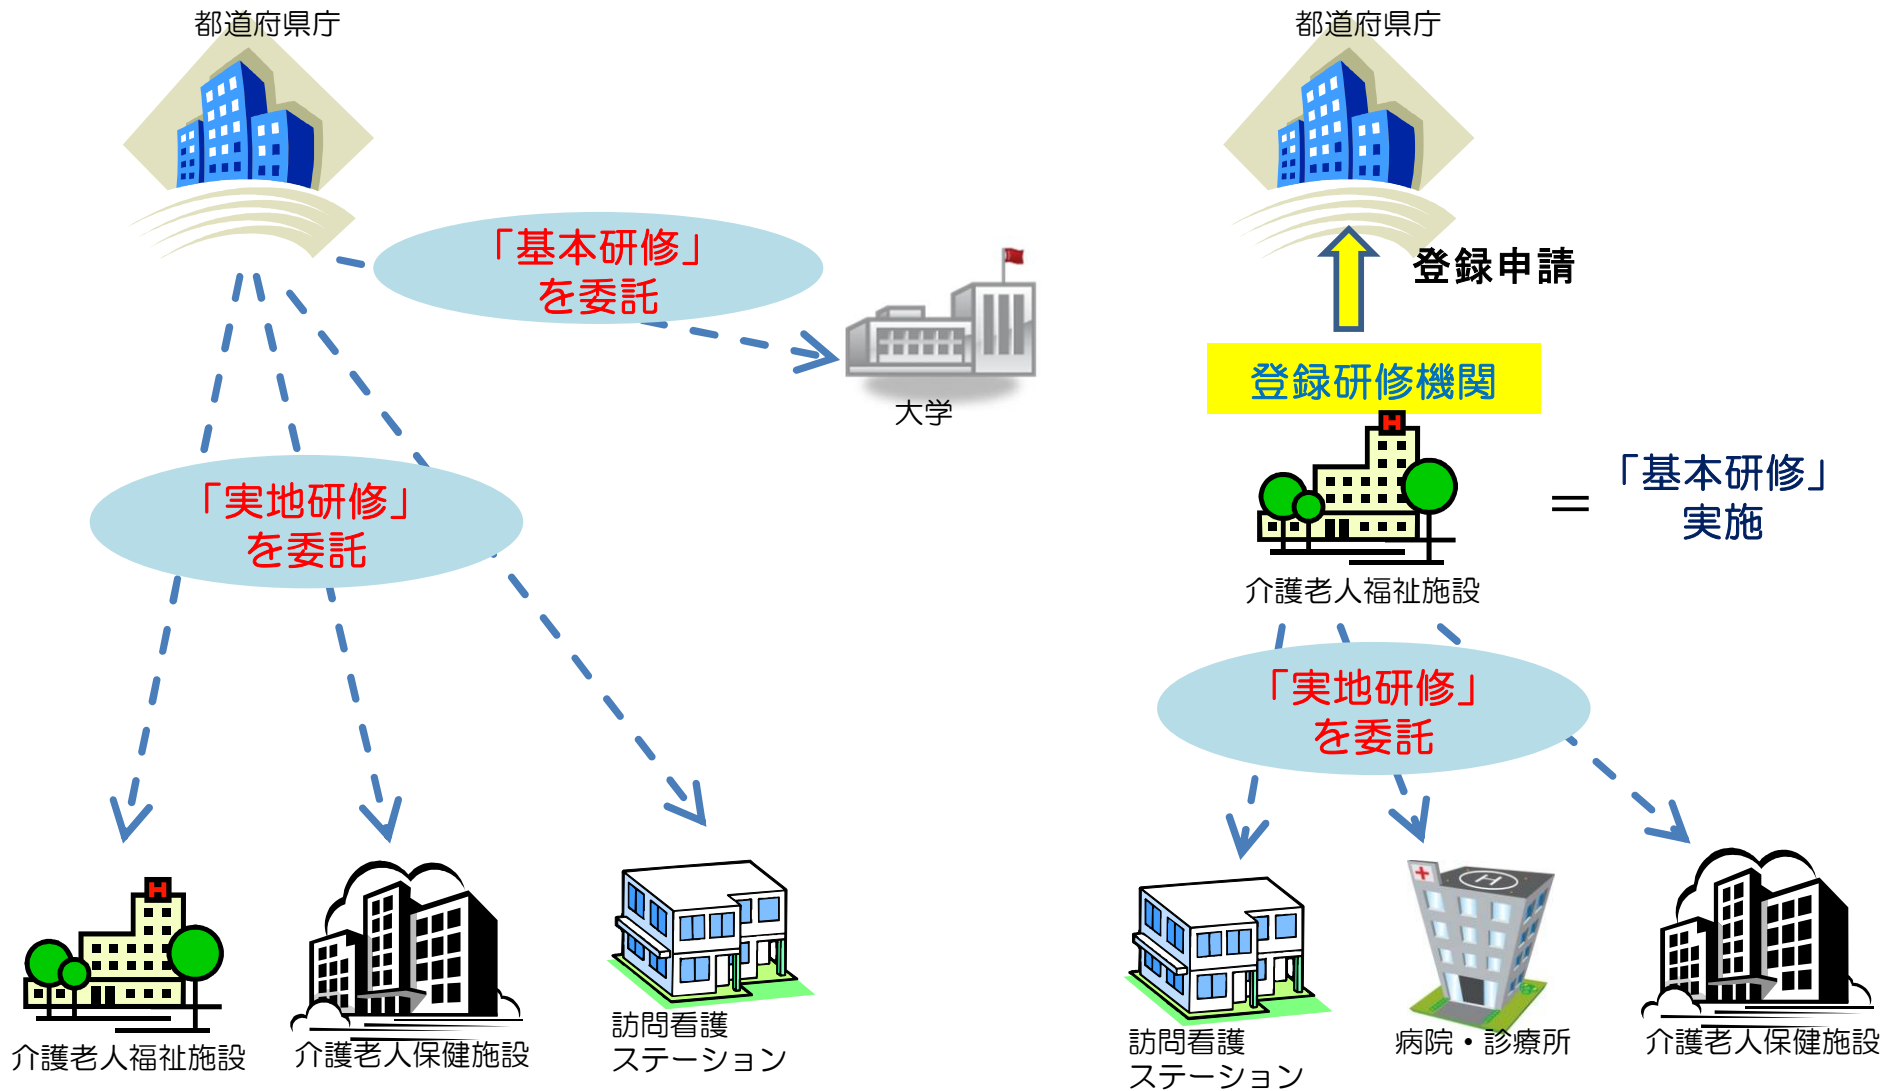 都道府県庁
「基本研修」
を委託
大学
「実地研修」
を委託
H
介護老人福祉施設
介護老人保健施設
訪問看護
ステーション
都道府県庁
登録申請
登録研修機関
H
介護老人福祉施設
=
「基本研修」
実施
「実地研修」
を委託
訪問看護
ステーション
H
病院・診療所
介護老人保健施設